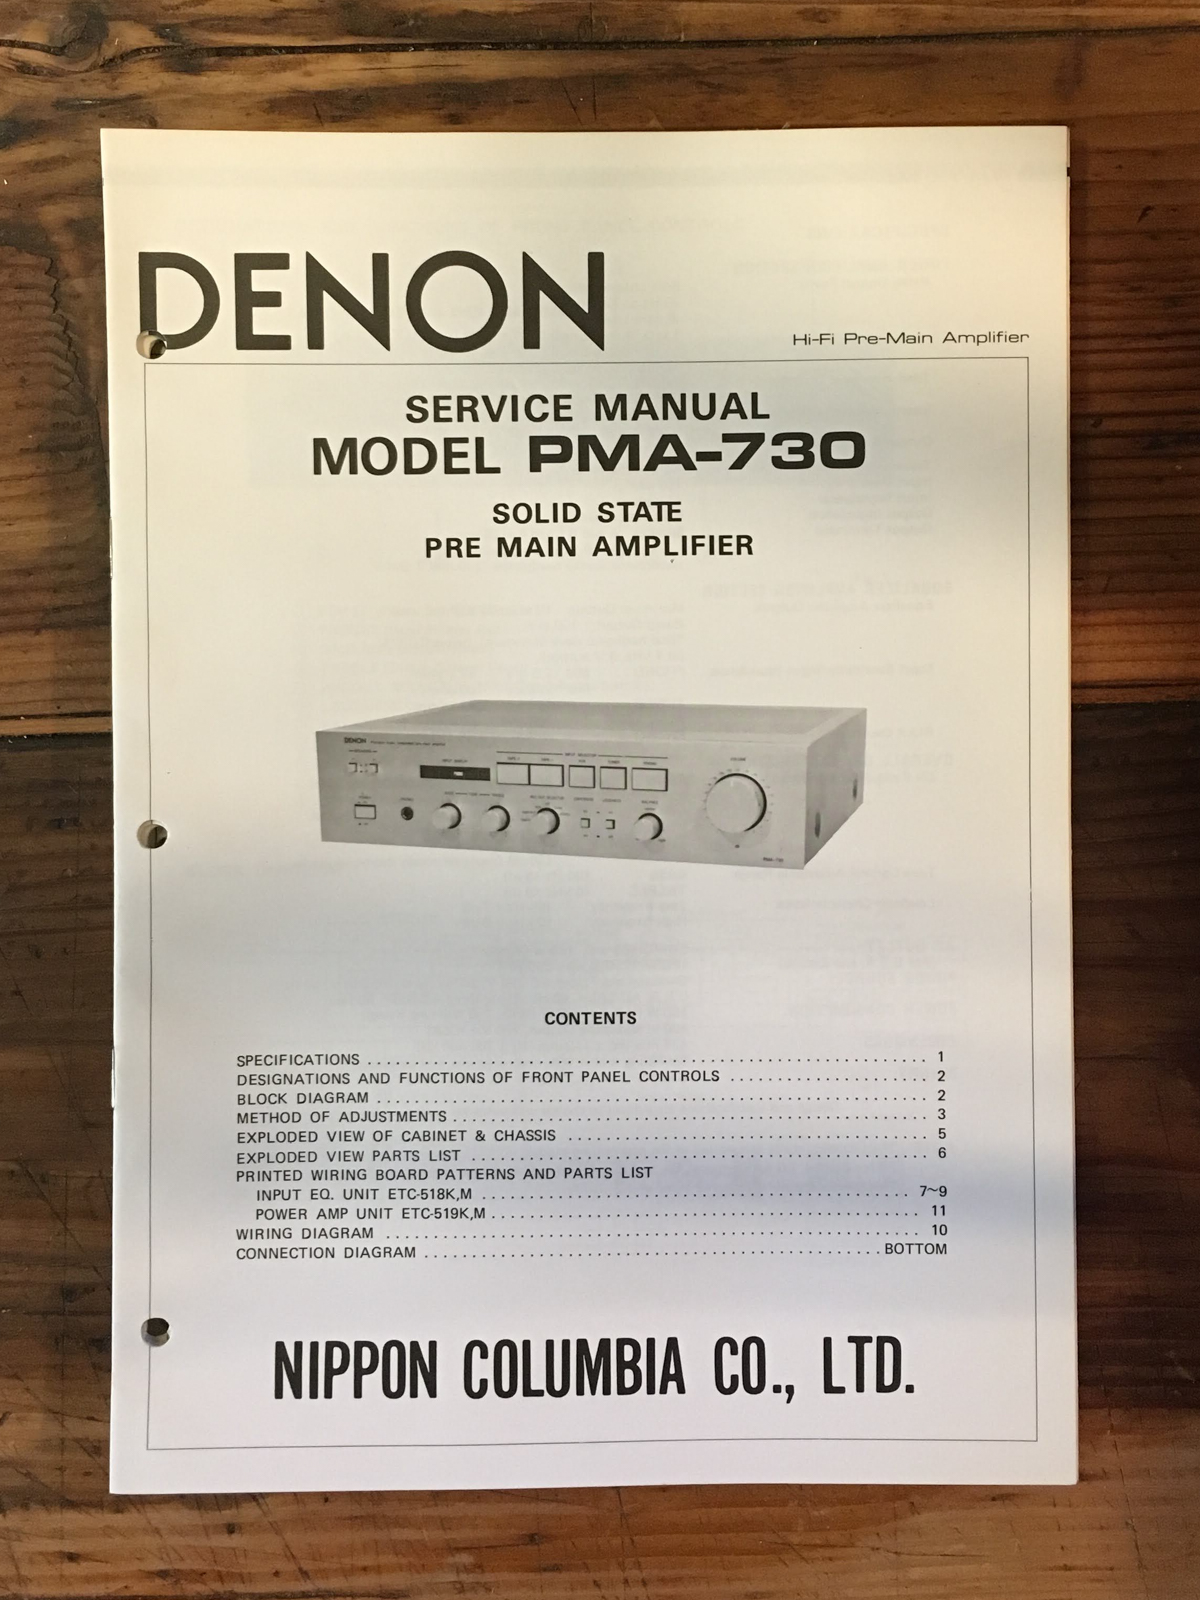 DENON
Hi-Fi Pre-Main Amplifier
SERVICE MANUAL
MODEL PMA-730
SOLID STATE
PRE MAIN AMPLIFIER
DENON
VOLUME
CONTENTS
SPECIFICATIONS . . . . . . . . . . . . . . . . . . . . 1
DESIGNATIONS AND FUNCTIONS OF FRONT PANEL CONTROLS . . . . . . . . . . . . . . . . . . . . 2
BLOCK DIAGRAM . . . . . . . . . . . . . . . . . . . . 2
METHOD OF ADJUSTMENTS . . . . . . . . . . . . . . . . . . . . 3
EXPLODED VIEW OF CABINET & CHASSIS . . . . . . . . . . . . . . . . . . . . 5
EXPLODED VIEW PARTS LIST . . . . . . . . . . . . . . . . . . . . 6
PRINTED WIRING BOARD PATTERNS AND PARTS LIST
INPUT EQ. UNIT ETC-518K,M . . . . . . . . . . . . . . . . . . . . 7~9
POWER AMP UNIT ETC-519K,M . . . . . . . . . . . . . . . . . . . . 11
WIRING DIAGRAM . . . . . . . . . . . . . . . . . . . . 10
CONNECTION DIAGRAM . . . . . . . . . . . . . . . . . . . . BOTTOM
NIPPON COLUMBIA CO., LTD.